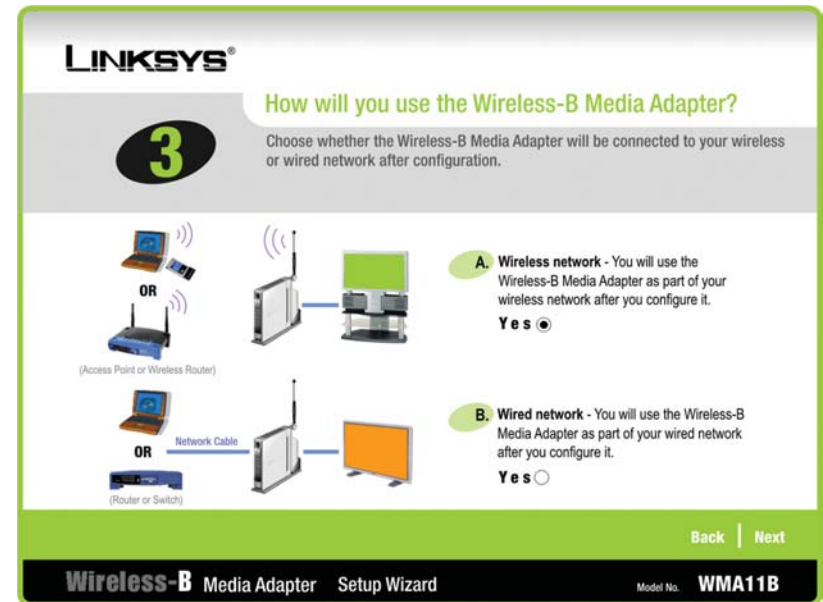 LINKSYS®
How will you use the Wireless-B Media Adapter?
3
Choose whether the Wireless-B Media Adapter will be connected to your wireless
or wired network after configuration.
OR
(Access Point or Wireless Router)
A. Wireless network - You will use the
Wireless-B Media Adapter as part of your
wireless network after you configure it.
Yes
OR
Network Cable
(Router or Switch)
B. Wired network - You will use the Wireless-B
Media Adapter as part of your wired network
after you configure it.
Yes
Back | Next
Wireless-B Media Adapter Setup Wizard
Model No. WMA11B